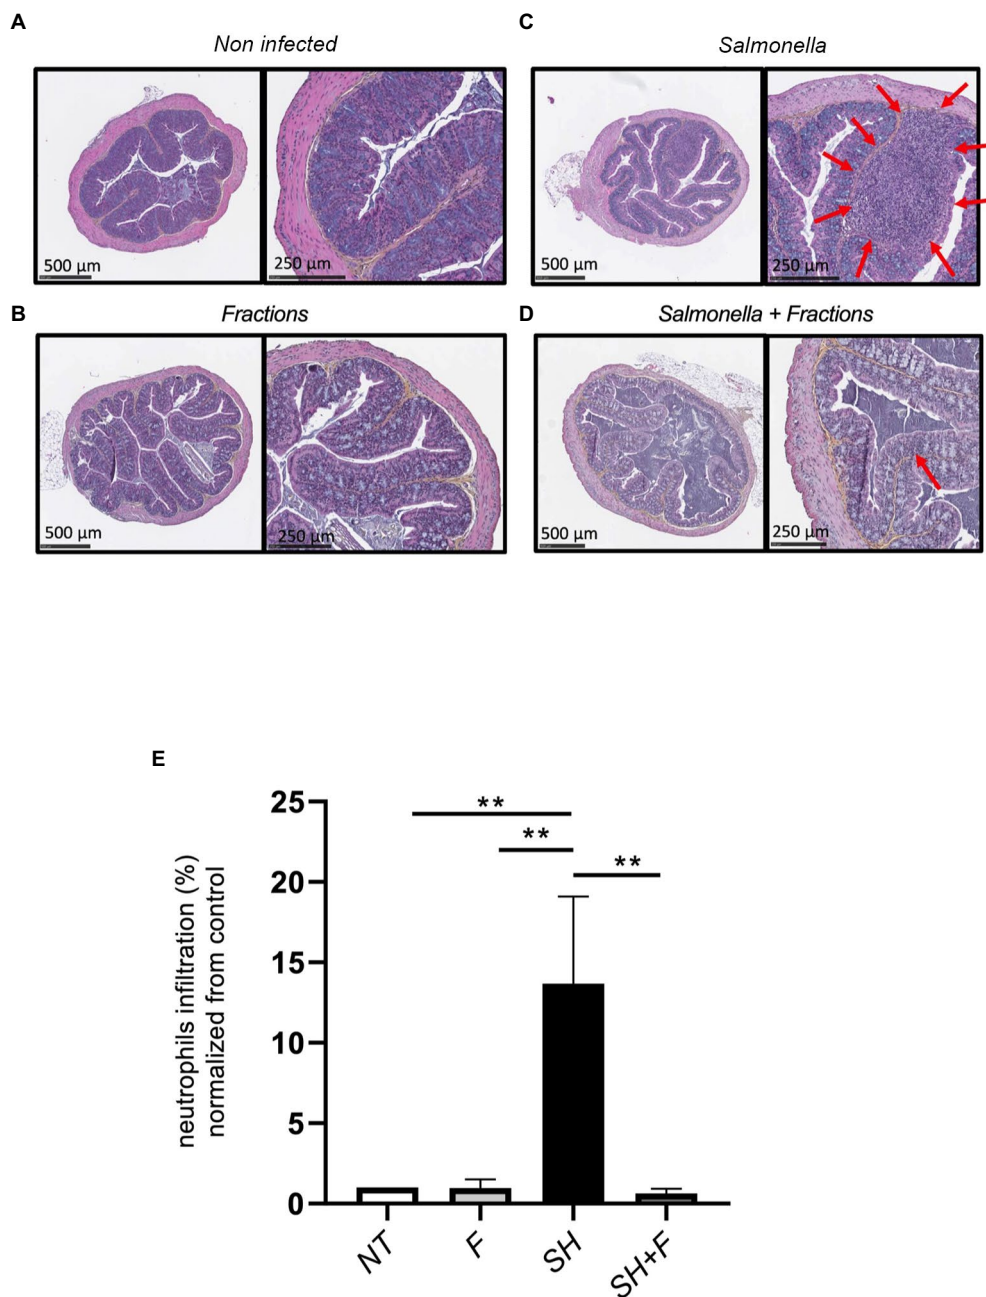 A
Non infected
500 µm
250 µm
C
Salmonella
500 µm
250 µm
B
Fractions
500 µm
250 µm
D
Salmonella + Fractions
500 µm
250 µm
E
neutrophils infiltration (%)
normalized from control
25
20
15
10
5
0
**
**
**
NT
F
SH
SH+F